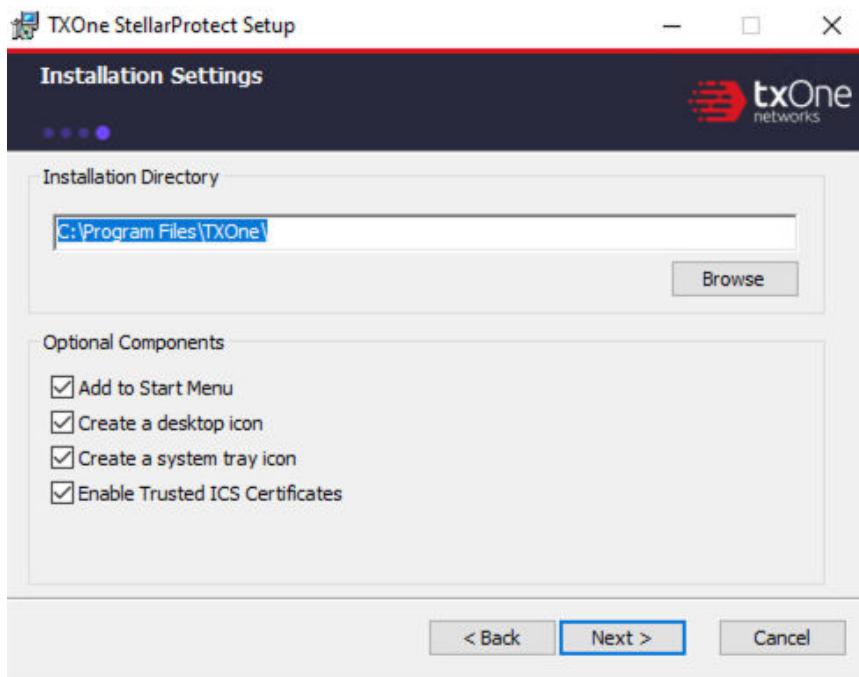 TXOne StellarProtect Setup
Installation Settings
txOne
networks
Installation Directory
C:\Program Files\TXOne\
Browse
Optional Components
Add to Start Menu
Create a desktop icon
Create a system tray icon
Enable Trusted ICS Certificates
< Back
Next >
Cancel